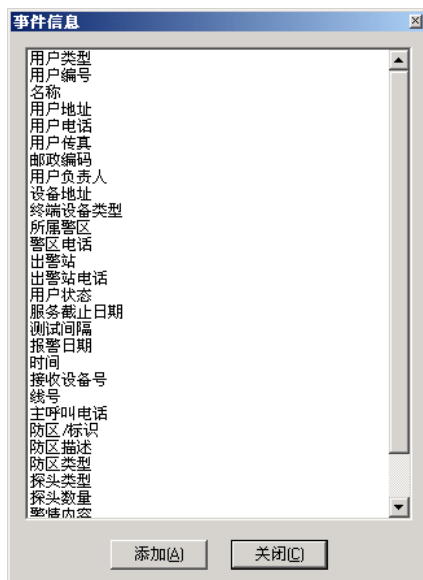 事件信息
用户类型
用户编号
名称
用户地址
用户电话
用户传真
邮政编码
用户负责人
设备地址
终端设备类型
所属警区
警区电话
出警站
出警站电话
用户状态
服务截止日期
测试间隔
报警日期
时间
接收设备号
线号
主呼叫电话
防区/标识
防区描述
防区类型
探头类型
探头数量
警情内容
添加(A) 关闭(C)